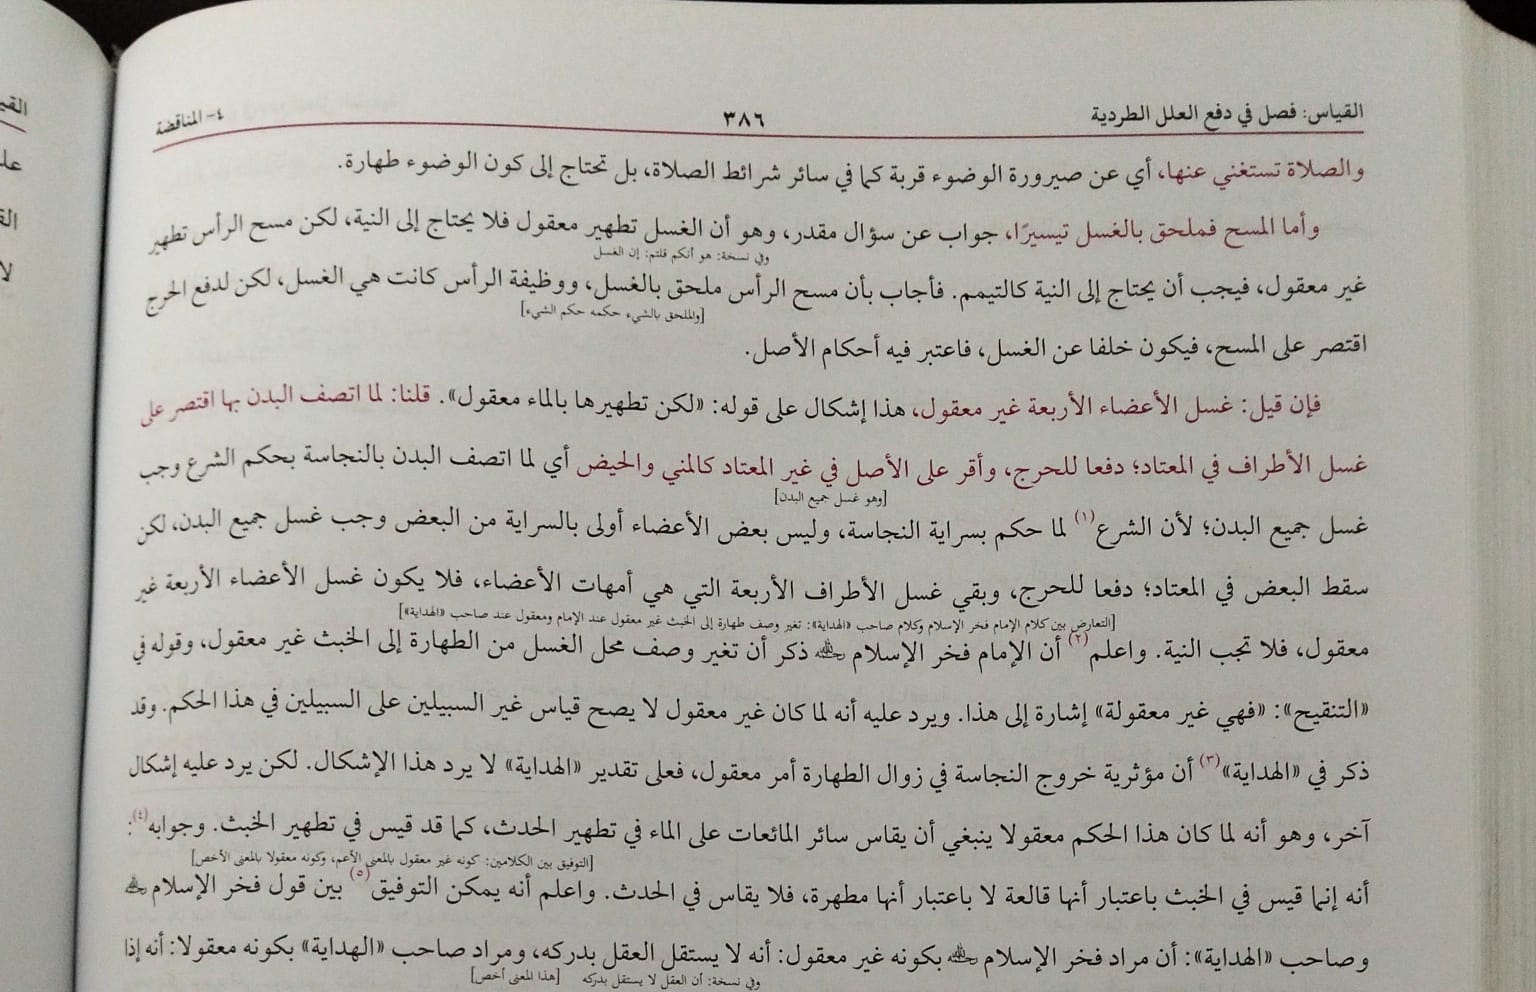 القياس: فصل في دفع العلل الطردية ٣٨٦ ٤- المناقضة
والصلاة تستغني عنها، أي عن صيرورة الوضوء قربة كما في سائر شرائط الصلاة، بل تحتاج إلى كون الوضوء طهارة.
وأما المسح فملحق بالغسل تيسيرًا، جواب عن سؤال مقدر، وهو أن الغسل تطهير معقول فلا يحتاج إلى النية، لكن مسح الرأس تطهير
وفي نسخة: هو أنكم قلتم: إن الغسل
غير معقول، فيجب أن يحتاج إلى النية كالتيمم. فأجاب بأن مسح الرأس ملحق بالغسل، ووظيفة الرأس كانت هي الغسل، لكن لدفع الحرج
[والملحق بالشيء حكمه حكم الشيء]
اقتصر على المسح، فيكون خلفا عن الغسل، فاعتبر فيه أحكام الأصل.
فإن قيل: غسل الأعضاء الأربعة غير معقول، هذا إشكال على قوله: «لكن تطهيرها بالماء معقول». قلنا: لما اتصف البدن بها اقتصر على
غسل الأطراف في المعتاد؛ دفعا للحرج، وأقر على الأصل في غير المعتاد كالمني والحيض أي لما اتصف البدن بالنجاسة بحكم الشرع وجب
[وهو غسل جميع البدن]
غسل جميع البدن؛ لأن الشرع(١) لما حكم بسراية النجاسة، وليس بعض الأعضاء أولى بالسراية من البعض وجب غسل جميع البدن، لكن
سقط البعض في المعتاد؛ دفعا للحرج، وبقي غسل الأطراف الأربعة التي هي أمهات الأعضاء، فلا يكون غسل الأعضاء الأربعة غير
[التعارض بين كلام الإمام فخر الإسلام وكلام صاحب «الهداية»: تغير وصف طهارة إلى الخبث غير معقول عند الإمام ومعقول عند صاحب «الهداية»]
معقول، فلا تجب النية. واعلم(٢) أن الإمام فخر الإسلام رحمه الله ذكر أن تغير وصف محل الغسل من الطهارة إلى الخبث غير معقول، وقوله في
«التنقيح»: «فهي غير معقولة» إشارة إلى هذا. ويرد عليه أنه لما كان غير معقول لا يصح قياس غير السبيلين على السبيلين في هذا الحكم. وقد
ذكر في «الهداية»(٣) أن مؤثرية خروج النجاسة في زوال الطهارة أمر معقول، فعلى تقدير «الهداية» لا يرد هذا الإشكال. لكن يرد عليه إشكال
آخر، وهو أنه لما كان هذا الحكم معقولا ينبغي أن يقاس سائر المائعات على الماء في تطهير الحدث، كما قد قيس في تطهير الخبث. وجوابه(٤):
[التوفيق بين الكلامين: كونه غير معقول بالمعنى الأعم، وكونه معقولا بالمعنى الأخص]
أنه إنما قيس في الخبث باعتبار أنها قالعة لا باعتبار أنها مطهرة، فلا يقاس في الحدث. واعلم أنه يمكن التوفيق(٥) بين قول فخر الإسلام رحمه الله
وصاحب «الهداية»: أن مراد فخر الإسلام رحمه الله بكونه غير معقول: أنه لا يستقل العقل بدركه، ومراد صاحب «الهداية» بكونه معقولا: أنه إذا
وفي نسخة: أن العقل لا يستقل بدركه [هذا المعنى أخص]
القي
عل
الق
لا